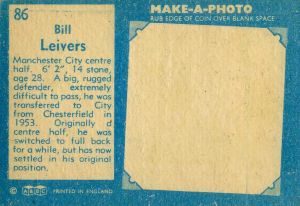 86
Bill
Leivers
Manchester City centre
half. 6' 2", 14 stone,
age 28. A big, rugged
defender, extremely
difficult to pass, he was
transferred to City
from Chesterfield in
1953. Originally d
centre half, he was
switched to full back
for a while, but has now
settled in his original
position.
© A&BC PRINTED IN ENGLAND
MAKE-A-PHOTO
RUB EDGE OF COIN OVER BLANK SPACE